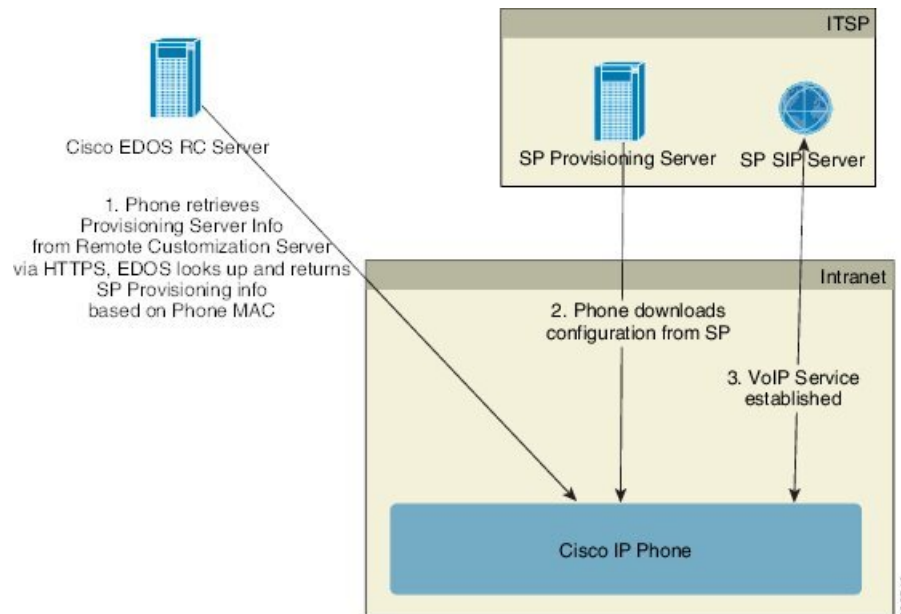 ITSP
Cisco EDOS RC Server
SP Provisioning Server
SP SIP Server
1. Phone retrieves
Provisioning Server Info
from Remote Customization Server
via HTTPS, EDOS looks up and returns
SP Provisioning info
based on Phone MAC
Intranet
2. Phone downloads
configuration from SP
3. VoIP Service
established
Cisco IP Phone